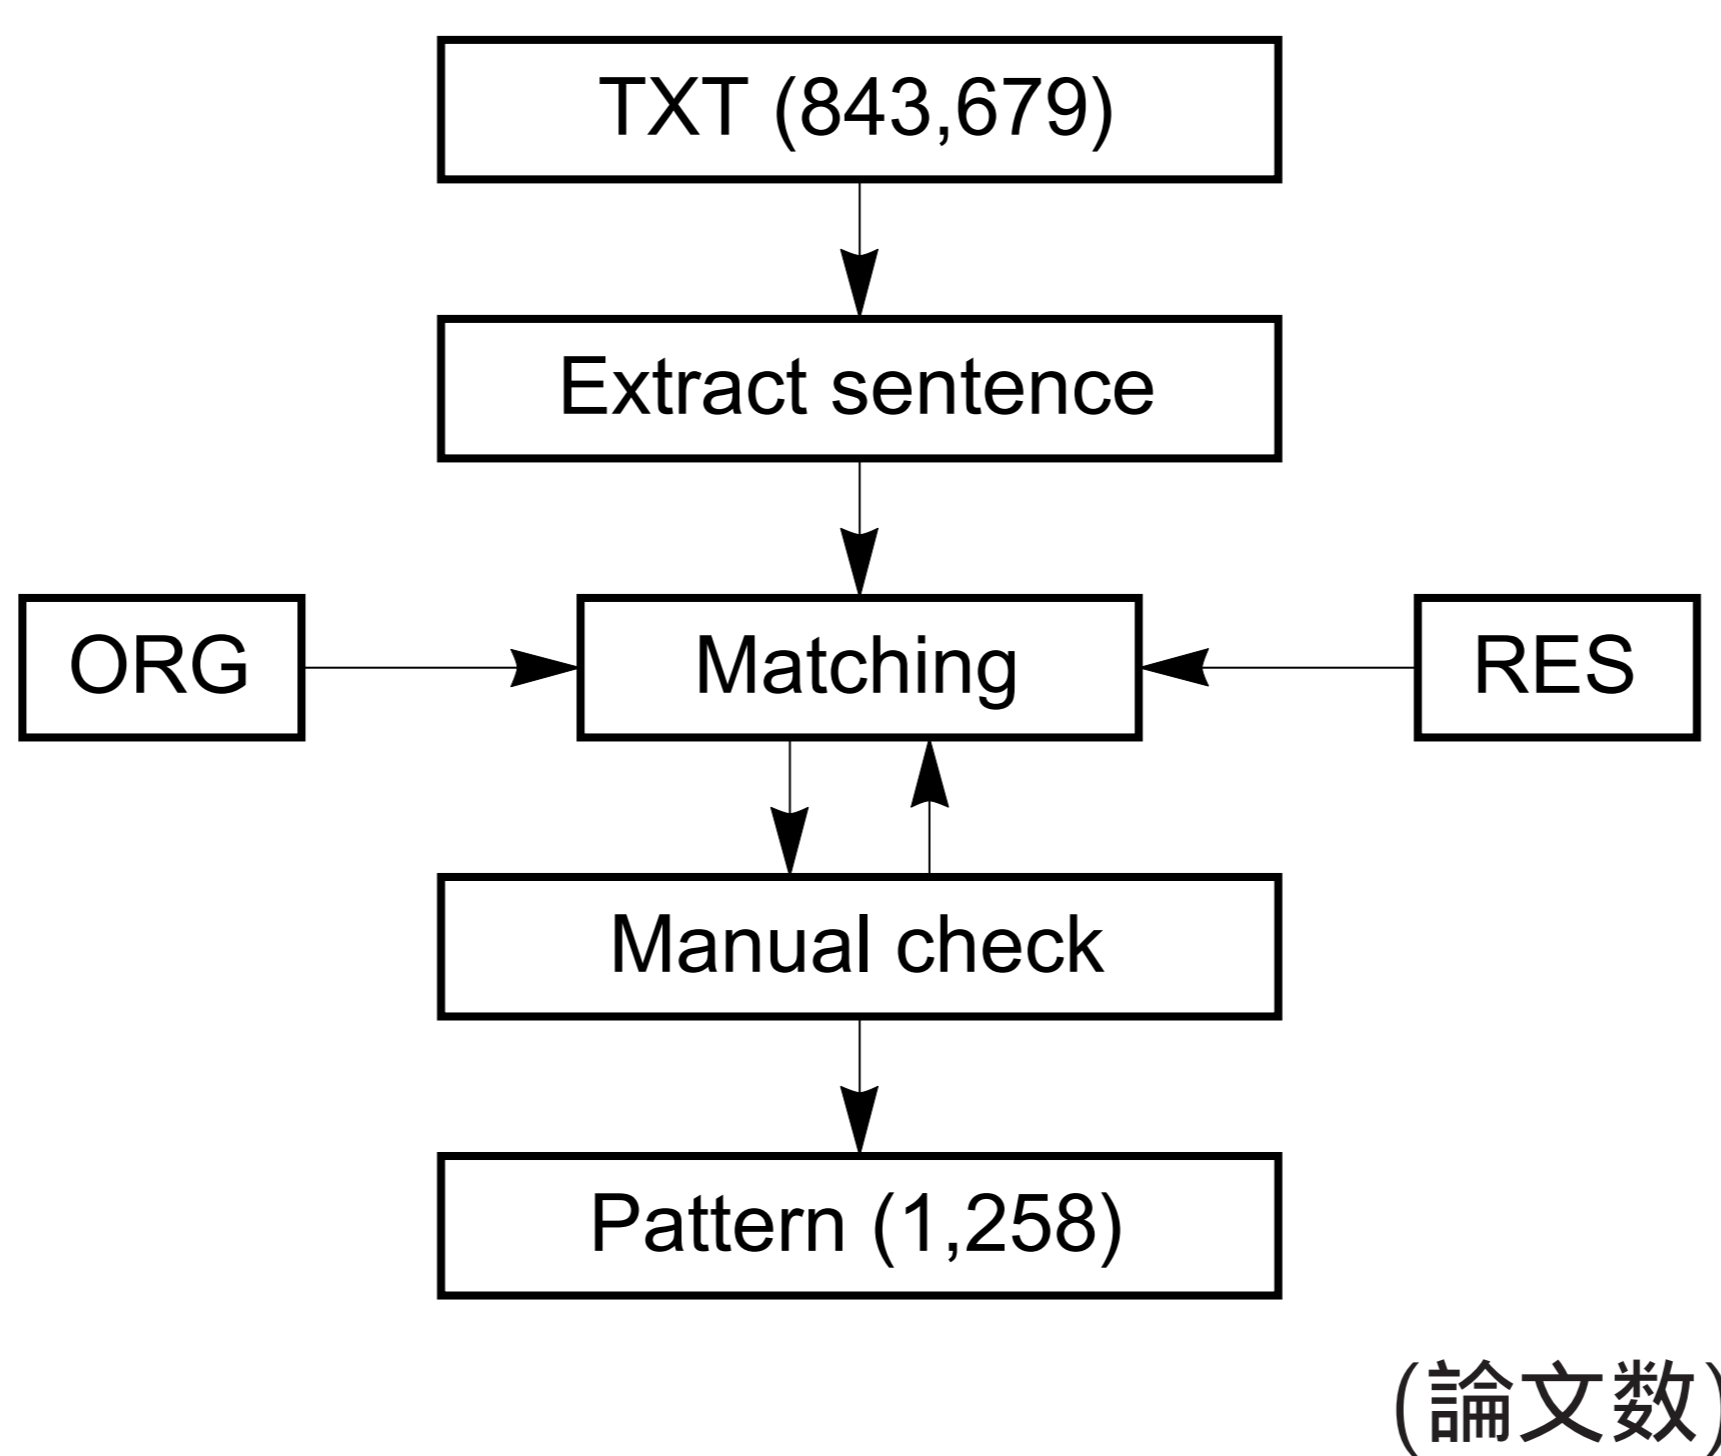 TXT (843,679)
Extract sentence
ORG
Matching
RES
Manual check
Pattern (1,258)
(論文数)